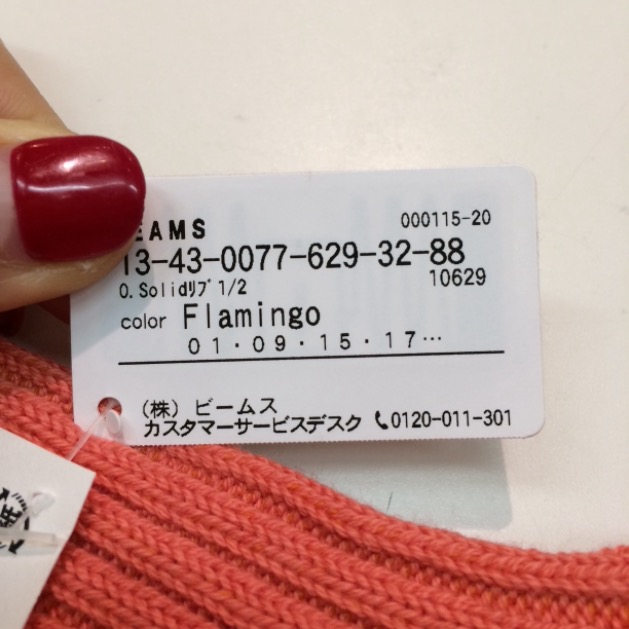 EAMS
000115-20
13-43-0077-629-32-88
10629
O.Solidリブ1/2
color Flamingo
01・09・15・17…
(株) ビームス
カスタマーサービスデスク 📞0120-011-301
紙